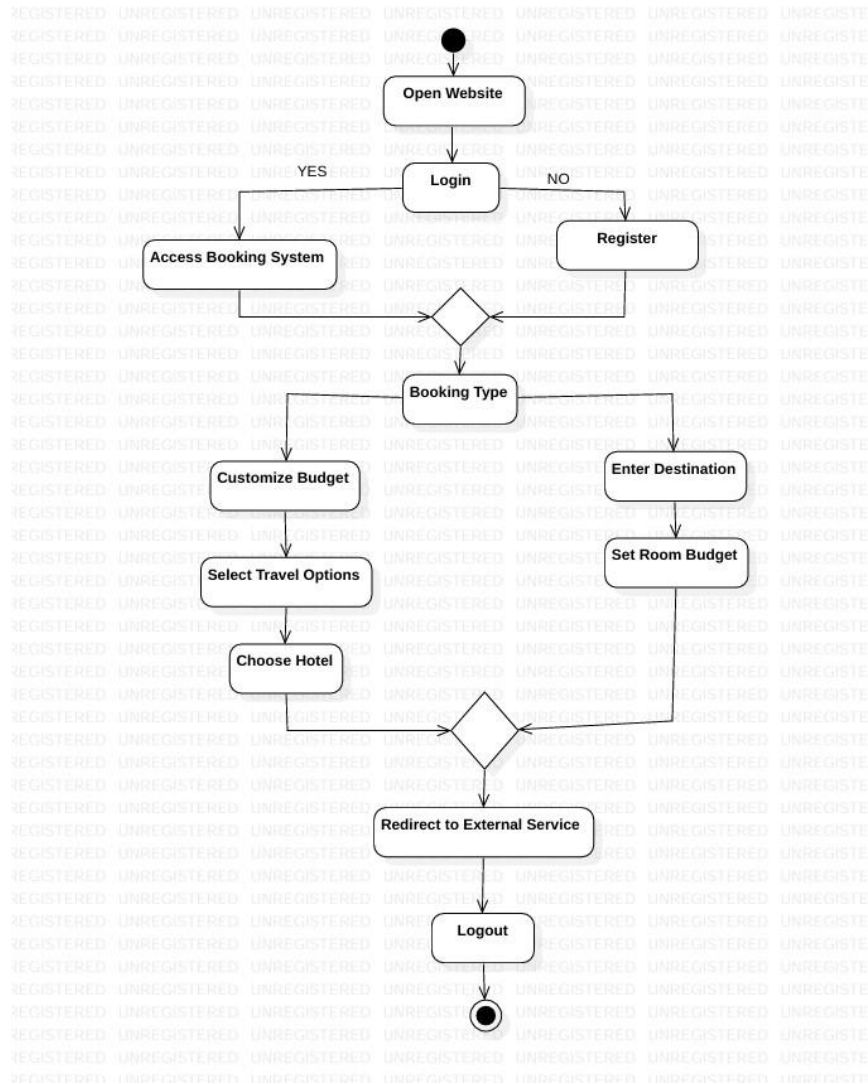 Open Website
Login
YES
NO
Access Booking System
Register
Booking Type
Customize Budget
Enter Destination
Select Travel Options
Set Room Budget
Choose Hotel
Redirect to External Service
Logout
UNREGISTERED